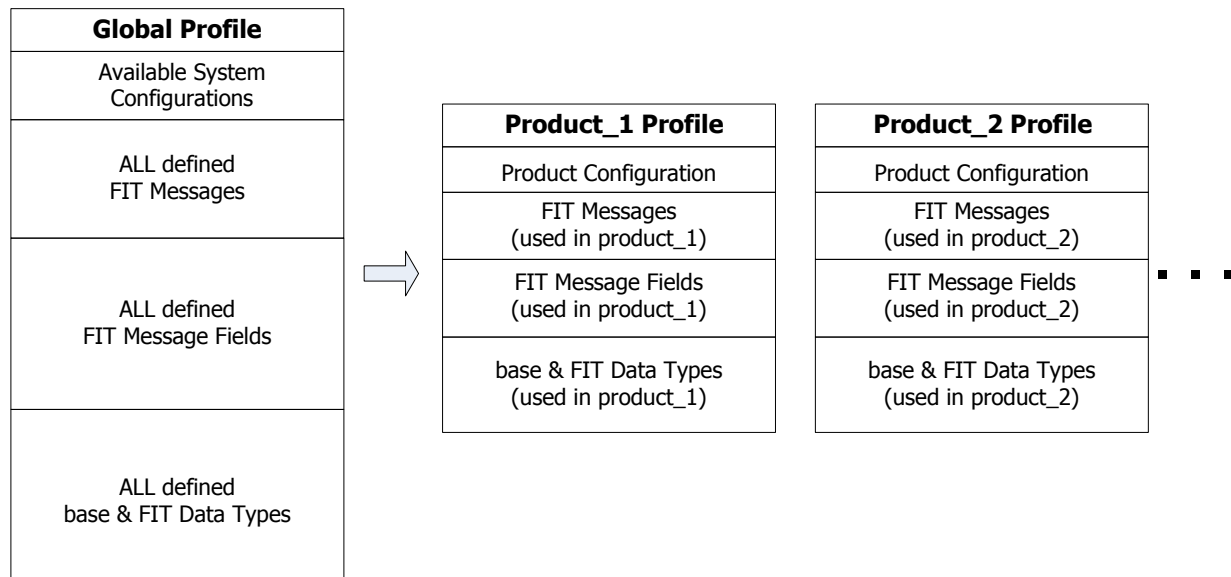 Global Profile
Available System
Configurations
ALL defined
FIT Messages
ALL defined
FIT Message Fields
ALL defined
base & FIT Data Types
Product_1 Profile
Product Configuration
FIT Messages
(used in product_1)
FIT Message Fields
(used in product_1)
base & FIT Data Types
(used in product_1)
Product_2 Profile
Product Configuration
FIT Messages
(used in product_2)
FIT Message Fields
(used in product_2)
base & FIT Data Types
(used in product_2)
. . .